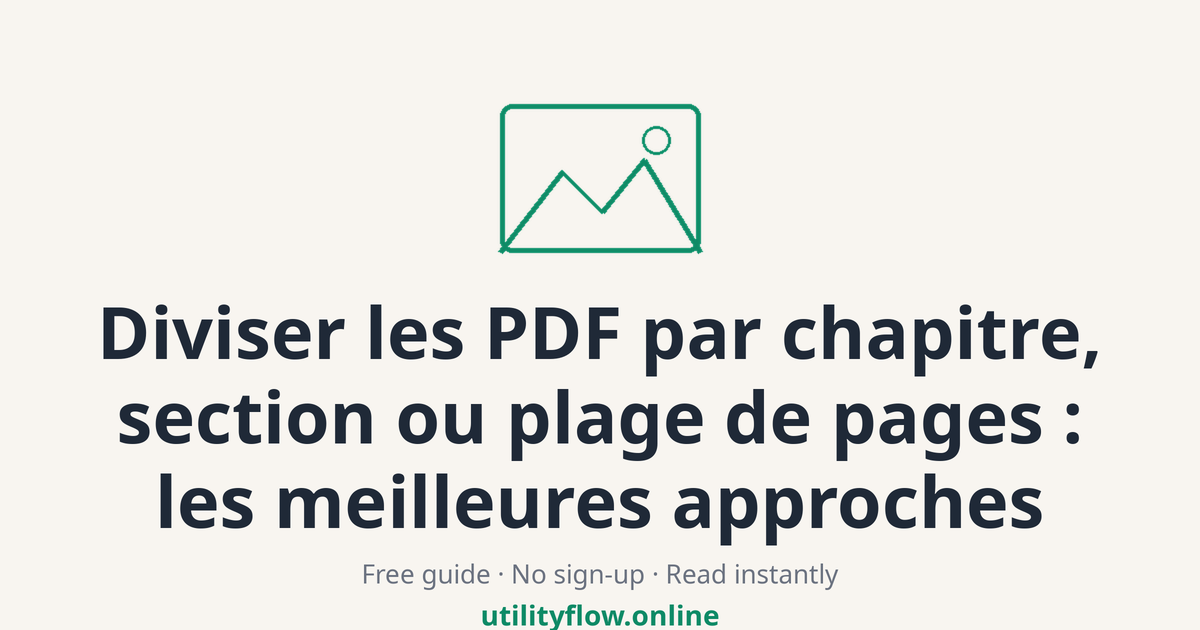 Diviser les PDF par chapitre,
section ou plage de pages :
les meilleures approches
Free guide · No sign-up · Read instantly
utilityflow.online